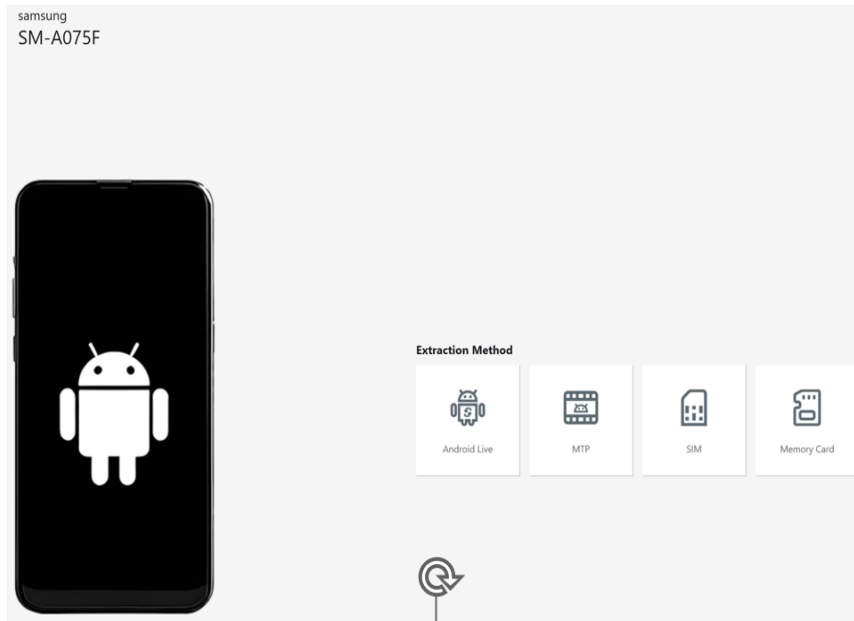 samsung
SM-A075F
Extraction Method
Android Live
MTP
SIM
Memory Card